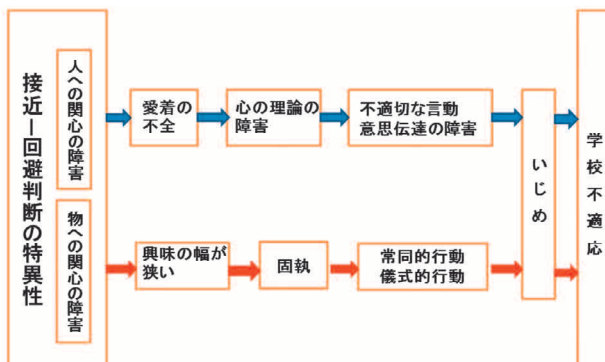 接近ー回避判断の特異性
人への関心の障害
愛着の
不全
心の理論の
障害
不適切な言動
意思伝達の障害
物への関心の障害
興味の幅が
狭い
固執
常同的行動
儀式的行動
いじめ
学校不適応